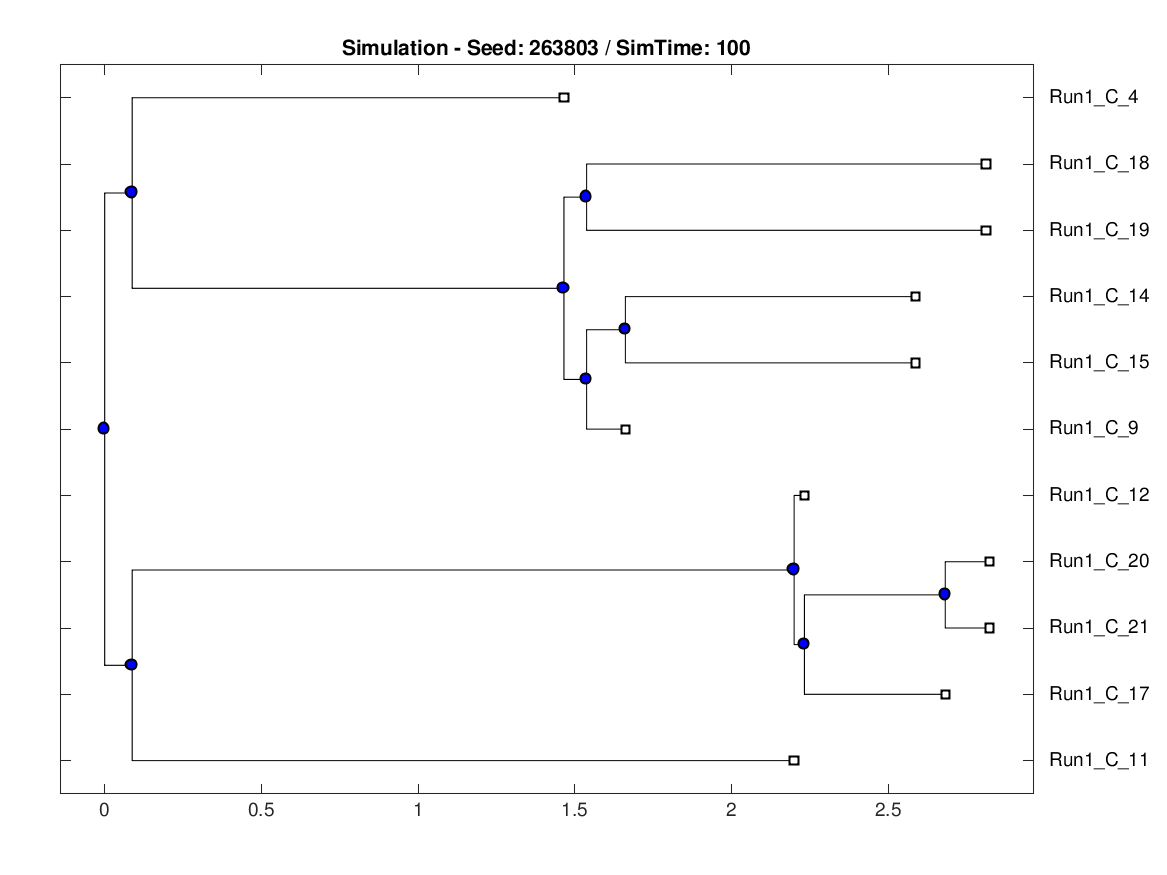 Simulation - Seed: 263803 / SimTime: 100
Run1_C_4
Run1_C_18
Run1_C_19
Run1_C_14
Run1_C_15
Run1_C_9
Run1_C_12
Run1_C_20
Run1_C_21
Run1_C_17
Run1_C_11
0 0.5 1 1.5 2 2.5